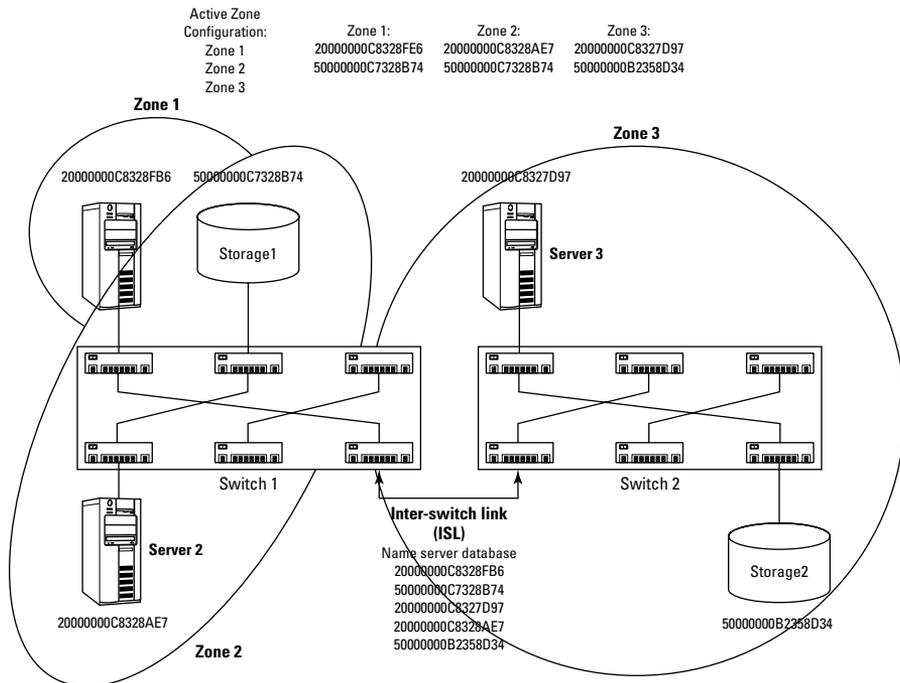 Active Zone
Configuration:
Zone 1
Zone 2
Zone 3
Zone 1:
20000000C8328FE6
50000000C7328B74
Zone 2:
20000000C8328AE7
50000000C7328B74
Zone 3:
20000000C8327D97
50000000B2358D34
Zone 1
Zone 3
20000000C8328FB6
50000000C7328B74
20000000C8327D97
Storage1
Server 3
Switch 1
Switch 2
Inter-switch link
(ISL)
Name server database
20000000C8328FB6
50000000C7328B74
20000000C8327D97
20000000C8328AE7
50000000B2358D34
Server 2
Storage2
20000000C8328AE7
50000000B2358D34
Zone 2